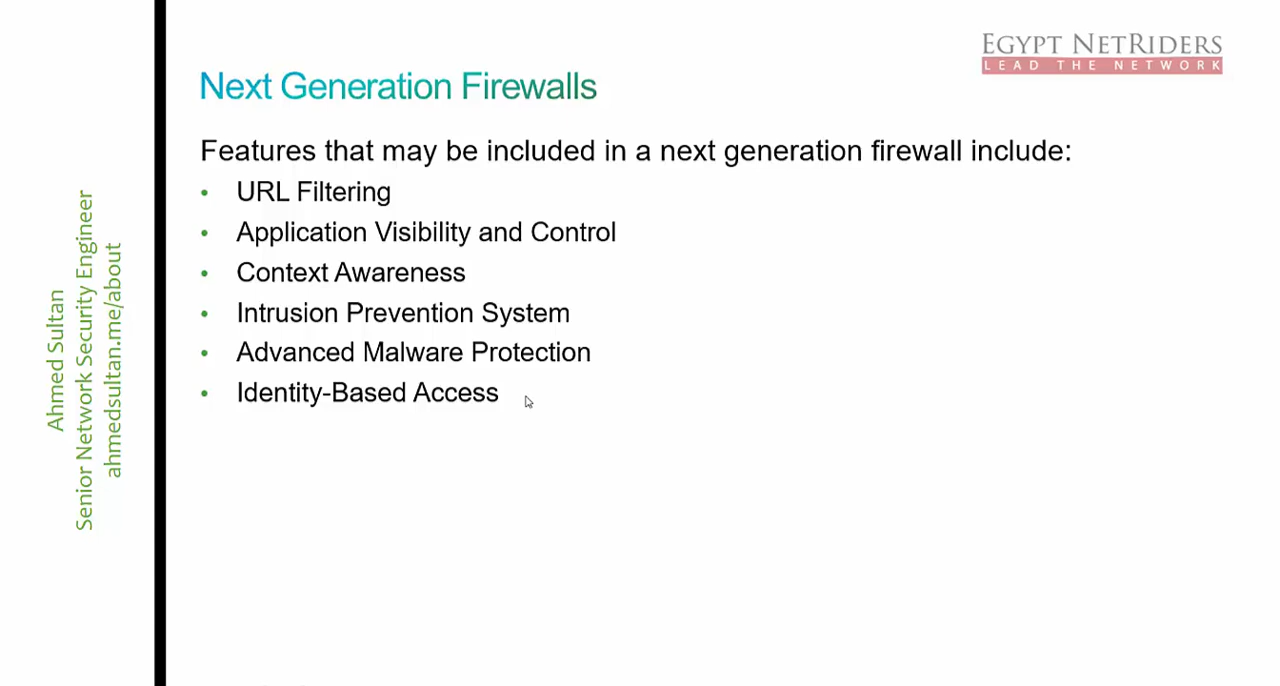 EGYPT NETRIDERS
LEAD THE NETWORK
Next Generation Firewalls
Features that may be included in a next generation firewall include:
• URL Filtering
• Application Visibility and Control
• Context Awareness
• Intrusion Prevention System
• Advanced Malware Protection
• Identity-Based Access
Ahmed Sultan
Senior Network Security Engineer
ahmedsultan.me/about